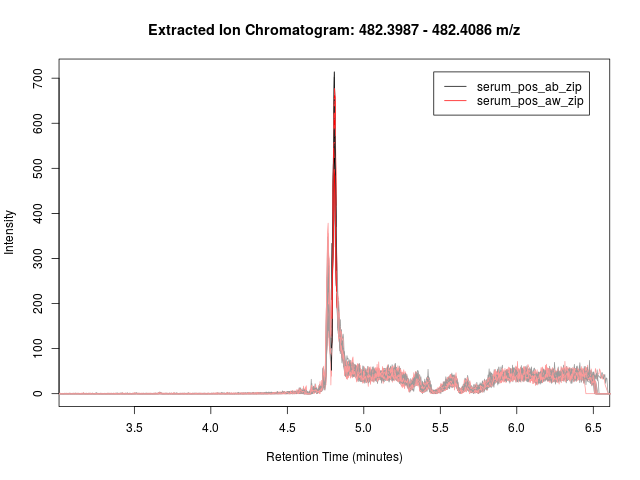 Extracted Ion Chromatogram: 482.3987 - 482.4086 m/z
serum_pos_ab_zip
serum_pos_aw_zip
Intensity
700
600
500
400
300
200
100
0
3.5 4.0 4.5 5.0 5.5 6.0 6.5
Retention Time (minutes)